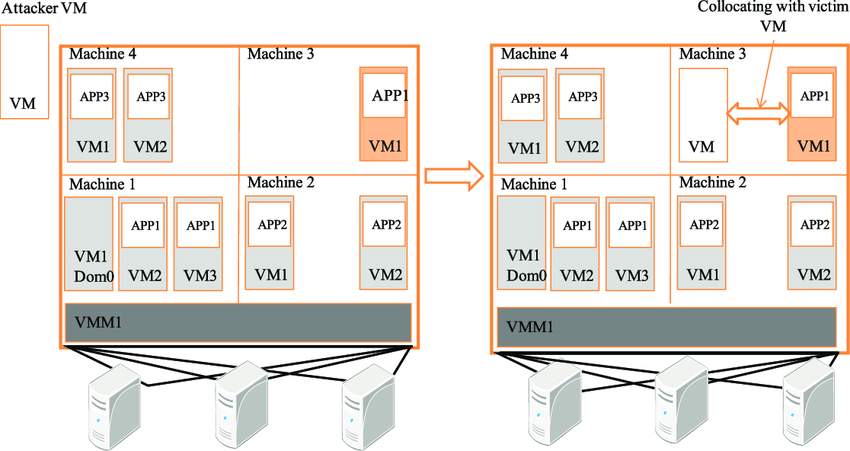 Attacker VM
VM
Machine 4
APP3
VM1
APP3
VM2
Machine 3
APP1
VM1
Machine 1
VM1
Dom0
APP1
VM2
APP1
VM3
Machine 2
APP2
VM1
APP2
VM2
VMM1
Collocating with victim
VM
Machine 4
APP3
VM1
APP3
VM2
Machine 3
VM
APP1
VM1
Machine 1
VM1
Dom0
APP1
VM2
APP1
VM3
Machine 2
APP2
VM1
APP2
VM2
VMM1